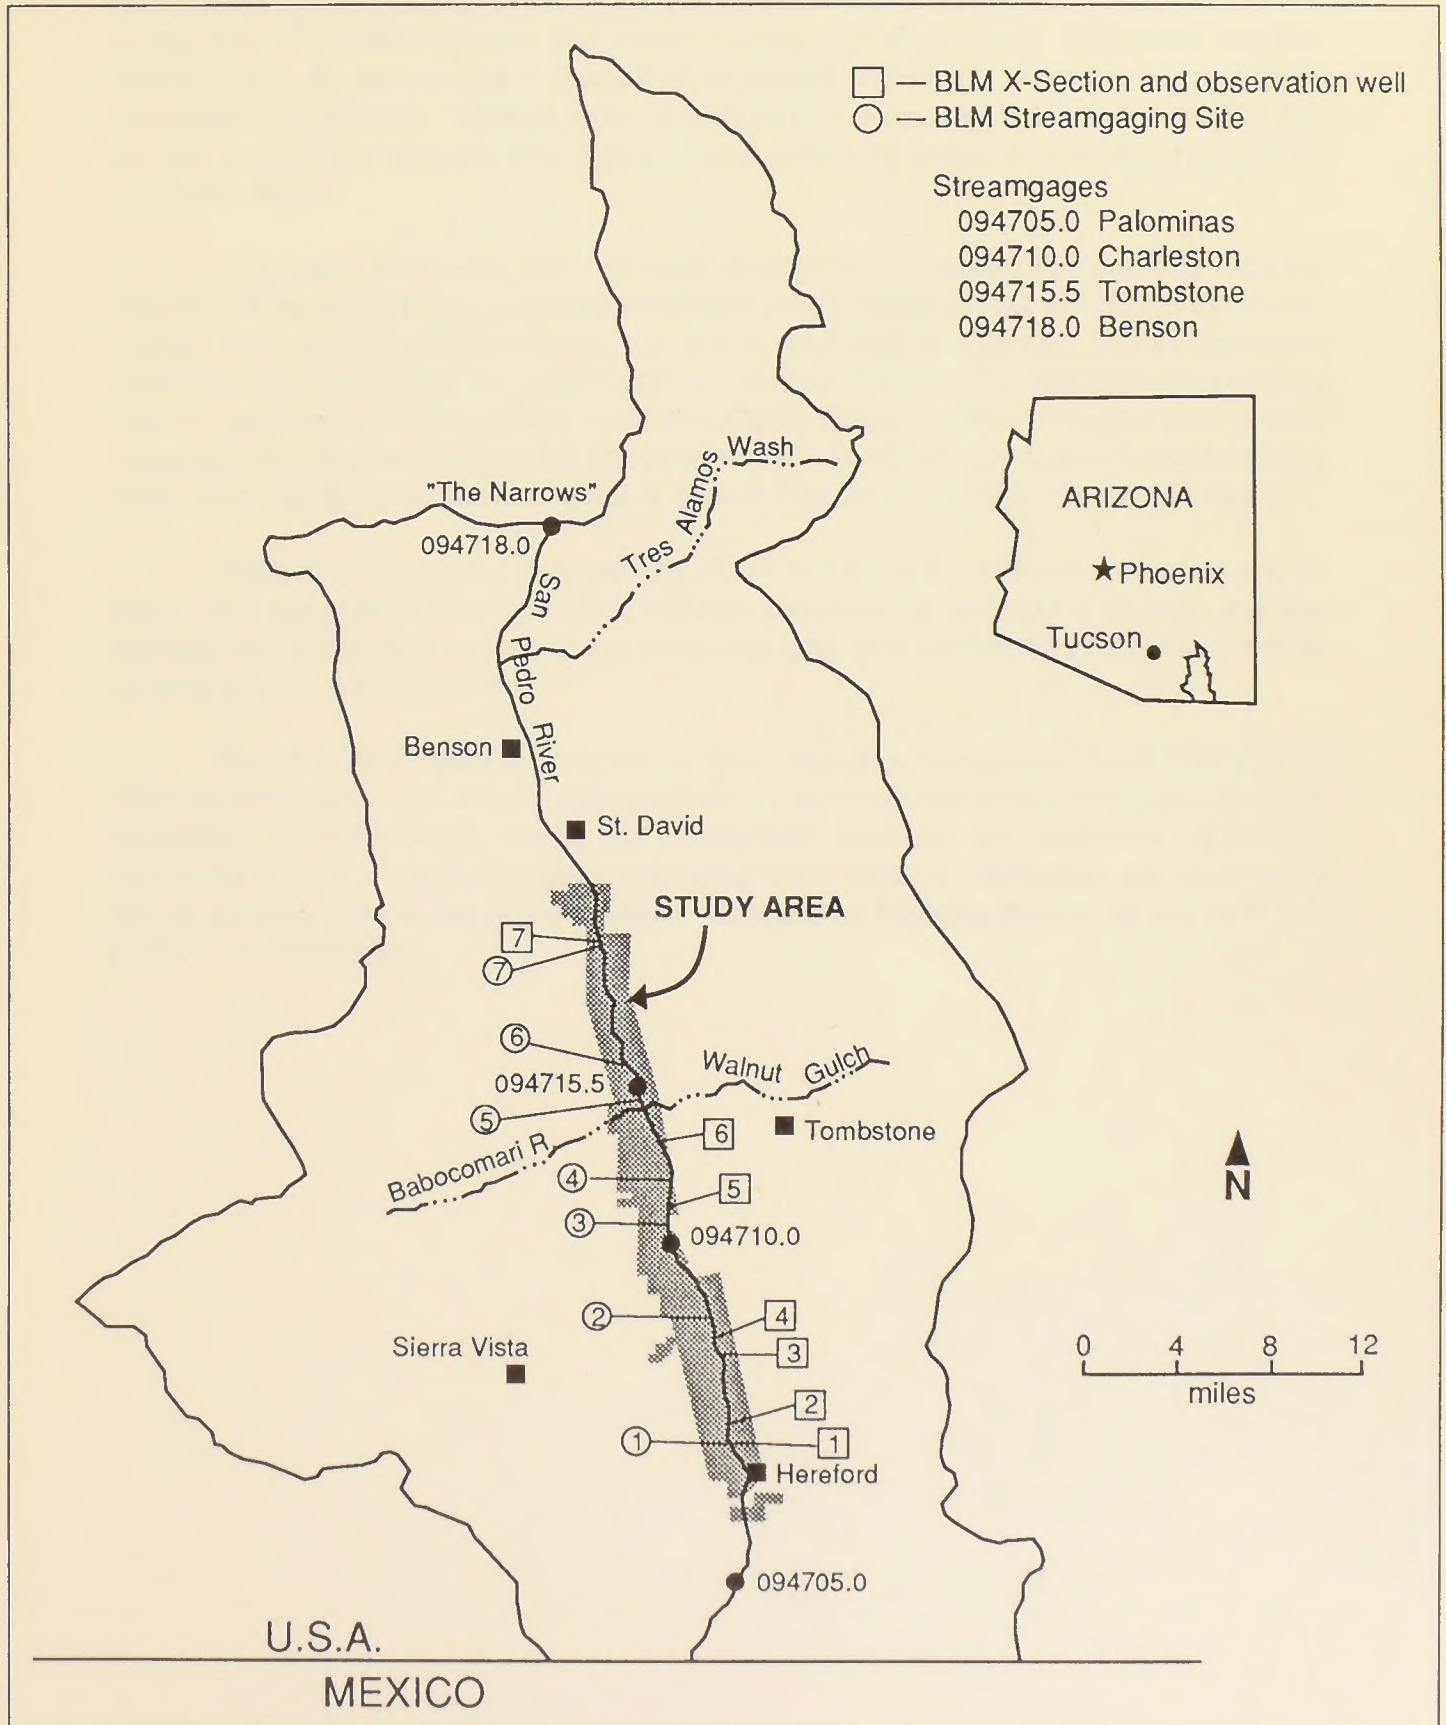 □ — BLM X-Section and observation well
○ — BLM Streamgaging Site
Streamgages
094705.0 Palominas
094710.0 Charleston
094715.5 Tombstone
094718.0 Benson
Wash
Tres Alamos
"The Narrows"
094718.0
San Pedro River
ARIZONA
Phoenix
Tucson
Benson
St. David
STUDY AREA
7
7
6
094715.5
Walnut Gulch
5
Tombstone
6
Babocomari R.
4
5
3
094710.0
N
2
4
Sierra Vista
3
0 4 8 12
miles
2
1
1
Hereford
094705.0
U.S.A.
MEXICO